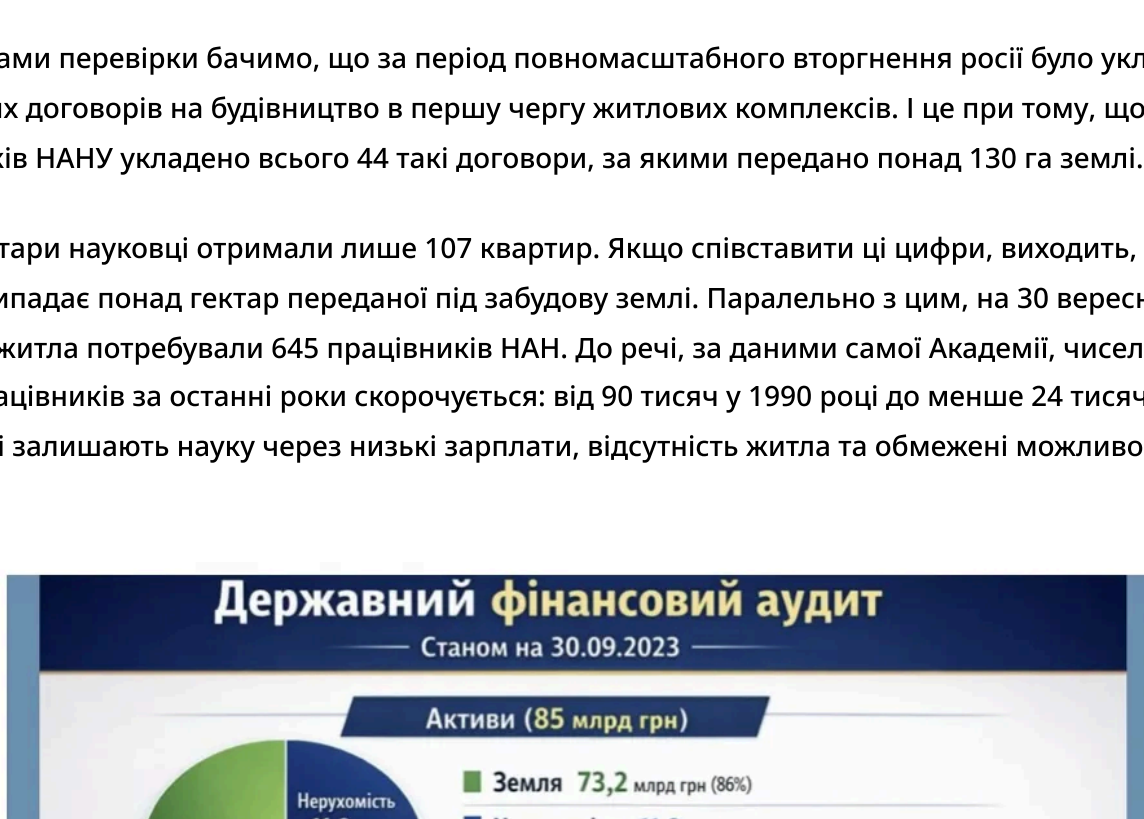 ами перевірки бачимо, що за період повномасштабного вторгнення росії було укл
их договорів на будівництво в першу чергу житлових комплексів. І це при тому, що
ків НАНУ укладено всього 44 такі договори, за якими передано понад 130 га землі.
тари науковці отримали лише 107 квартир. Якщо співставити ці цифри, виходить,
ипадає понад гектар переданої під забудову землі. Паралельно з цим, на 30 вересн
житла потребували 645 працівників НАН. До речі, за даними самої Академії, чисел
ацівників за останні роки скорочується: від 90 тисяч у 1990 році до менше 24 тисяч
і залишають науку через низькі зарплати, відсутність житла та обмежені можливо
Державний фінансовий аудит
Станом на 30.09.2023
Активи (85 млрд грн)
Земля 73,2 млрд грн (86%)
Нерухомість